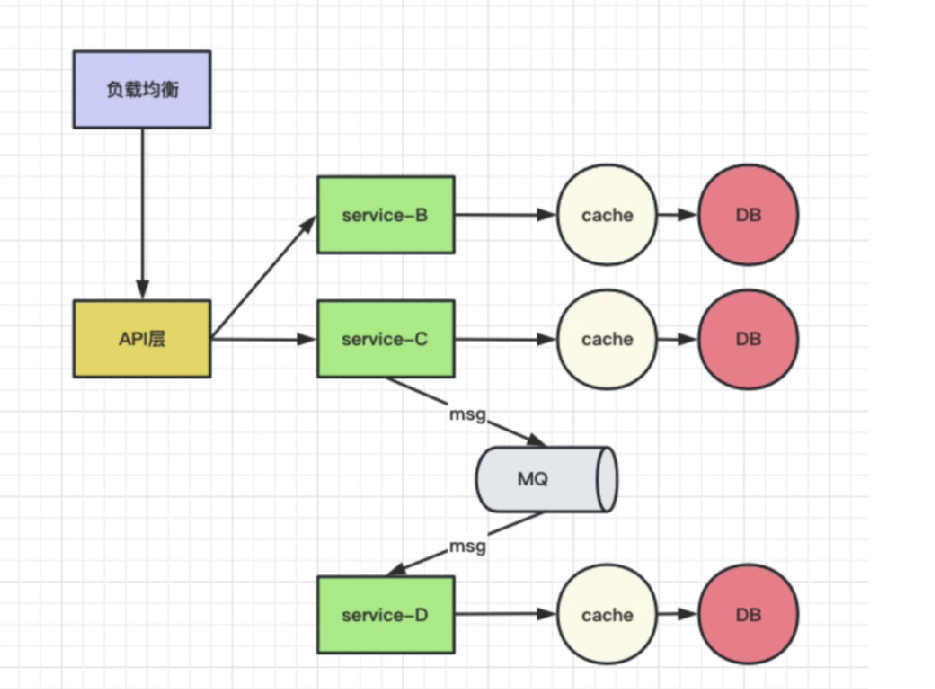 负载均衡
service-B
cache
DB
API层
service-C
cache
DB
msg
MQ
msg
service-D
cache
DB